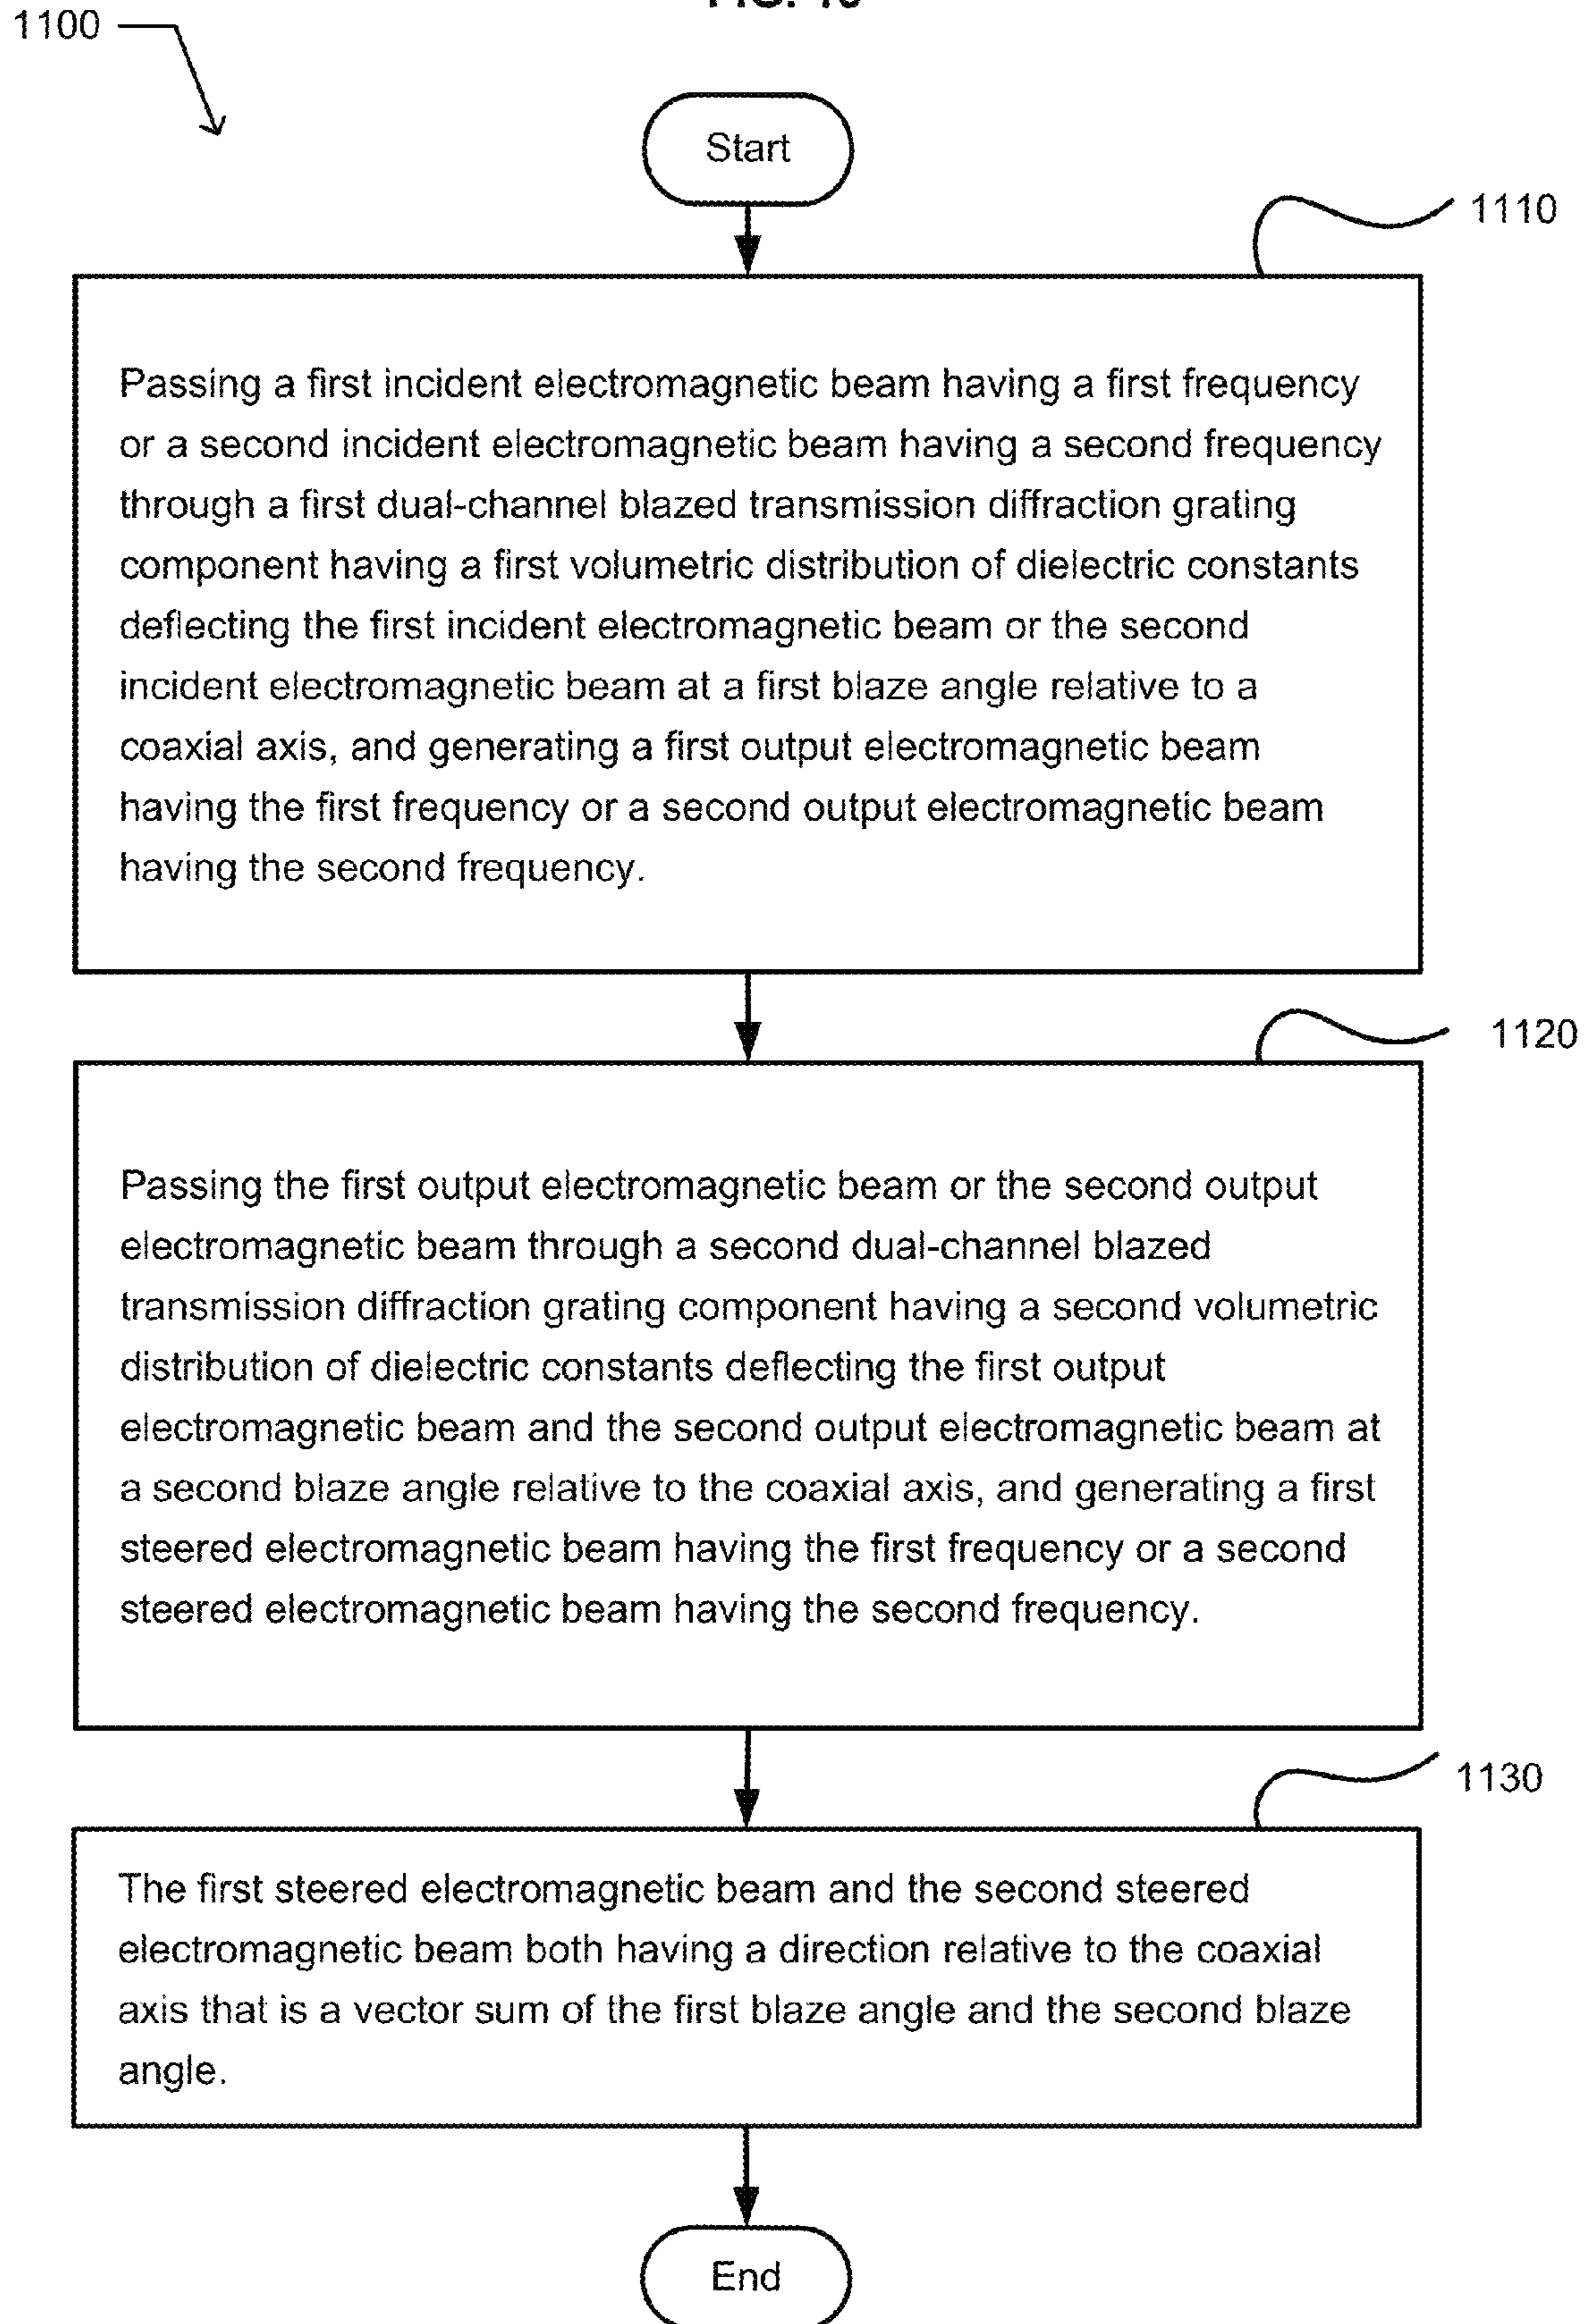 1100
Start
1110
Passing a first incident electromagnetic beam having a first frequency
or a second incident electromagnetic beam having a second frequency
through a first dual-channel blazed transmission diffraction grating
component having a first volumetric distribution of dielectric constants
deflecting the first incident electromagnetic beam or the second
incident electromagnetic beam at a first blaze angle relative to a
coaxial axis, and generating a first output electromagnetic beam
having the first frequency or a second output electromagnetic beam
having the second frequency.
1120
Passing the first output electromagnetic beam or the second output
electromagnetic beam through a second dual-channel blazed
transmission diffraction grating component having a second volumetric
distribution of dielectric constants deflecting the first output
electromagnetic beam and the second output electromagnetic beam at
a second blaze angle relative to the coaxial axis, and generating a first
steered electromagnetic beam having the first frequency or a second
steered electromagnetic beam having the second frequency.
1130
The first steered electromagnetic beam and the second steered
electromagnetic beam both having a direction relative to the coaxial
axis that is a vector sum of the first blaze angle and the second blaze
angle.
End